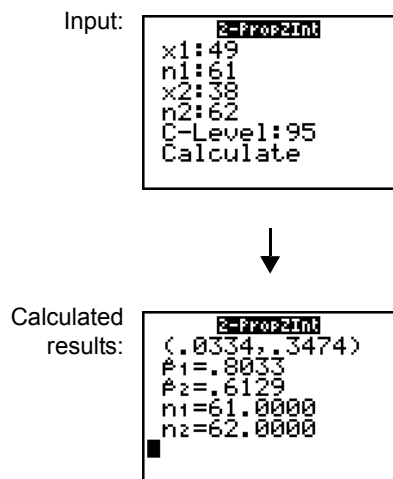 Input:
2-PropZInt
x1:49
n1:61
x2:38
n2:62
C-Level:95
Calculate
Calculated
results:
2-PropZInt
(.0334,.3474)
p̂1=.8033
p̂2=.6129
n1=61.0000
n2=62.0000